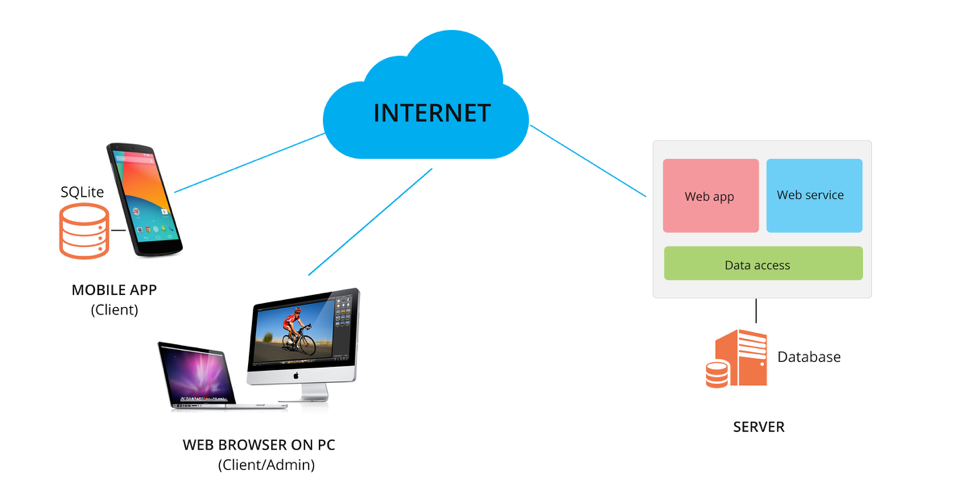 INTERNET
SQLite
MOBILE APP
(Client)
Web app
Web service
Data access
Database
SERVER
WEB BROWSER ON PC
(Client/Admin)